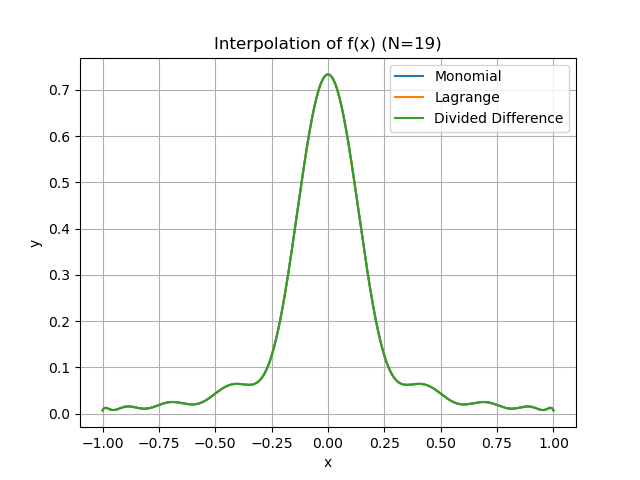 Interpolation of f(x) (N=19)
Monomial
Lagrange
Divided Difference
y
0.7
0.6
0.5
0.4
0.3
0.2
0.1
0.0
−1.00 −0.75 −0.50 −0.25 0.00 0.25 0.50 0.75 1.00
x